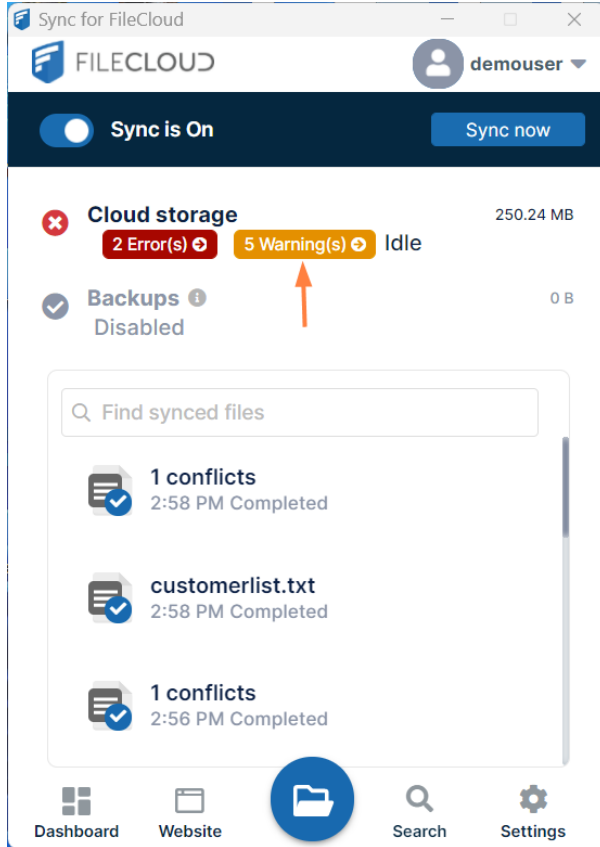 Sync for FileCloud
FILECLOUD
demouser
Sync is On
Sync now
Cloud storage
250.24 MB
2 Error(s)
5 Warning(s)
Idle
Backups
0 B
Disabled
Find synced files
1 conflicts
2:58 PM Completed
customerlist.txt
2:58 PM Completed
1 conflicts
2:56 PM Completed
Dashboard
Website
Search
Settings